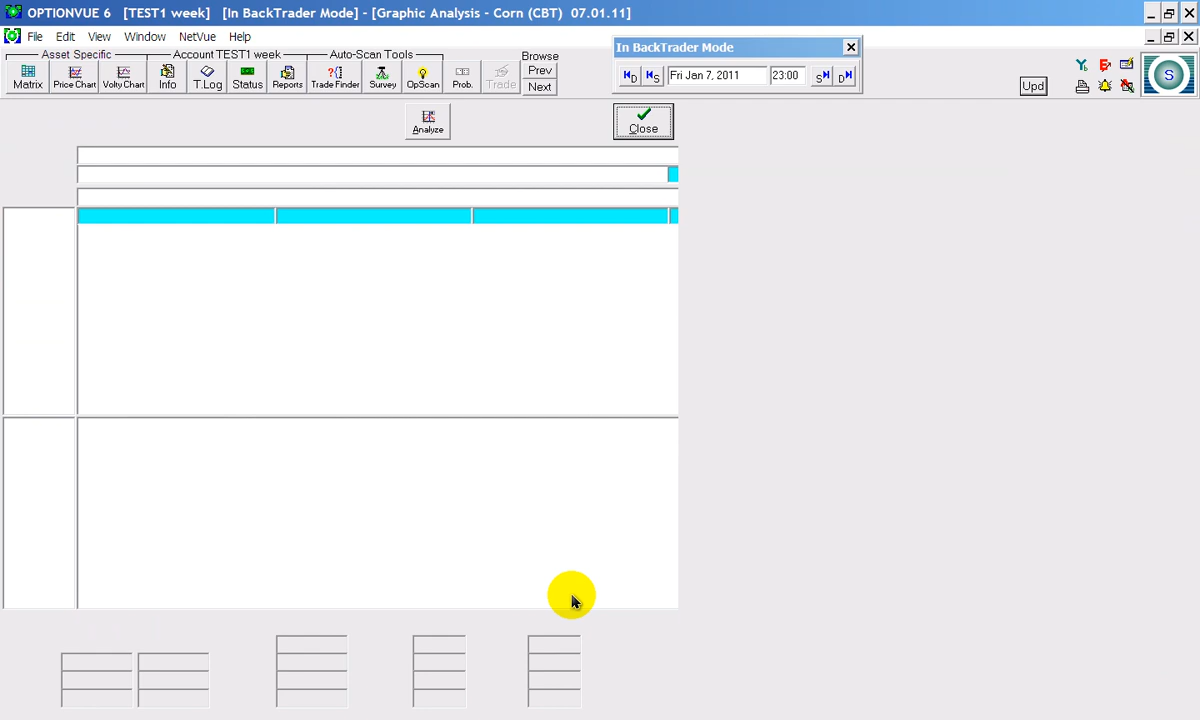 OPTIONVUE 6 [TEST1 week] [In BackTrader Mode] - [Graphic Analysis - Corn (CBT) 07.01.11]
File Edit View Window NetVue Help
In BackTrader Mode
Asset Specific Account TEST1 week Auto-Scan Tools Browse
Matrix Price Chart Volty Chart Info T.Log Status Reports Trade Finder Survey OpScan Prob. Trade Prev
Next
D S Fri Jan 7, 2011 23:00 S D
Upd
S
Analyze
Close